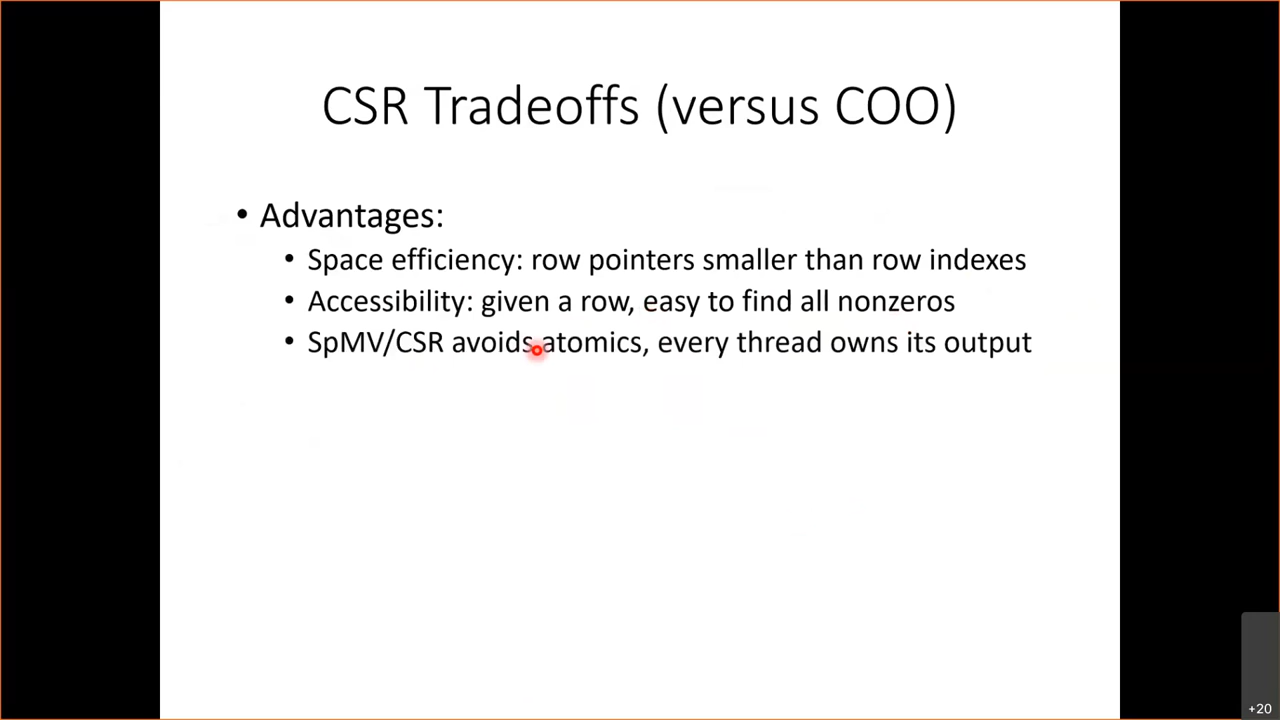 CSR Tradeoffs (versus COO)
• Advantages:
• Space efficiency: row pointers smaller than row indexes
• Accessibility: given a row, easy to find all nonzeros
• SpMV/CSR avoids atomics, every thread owns its output
+20